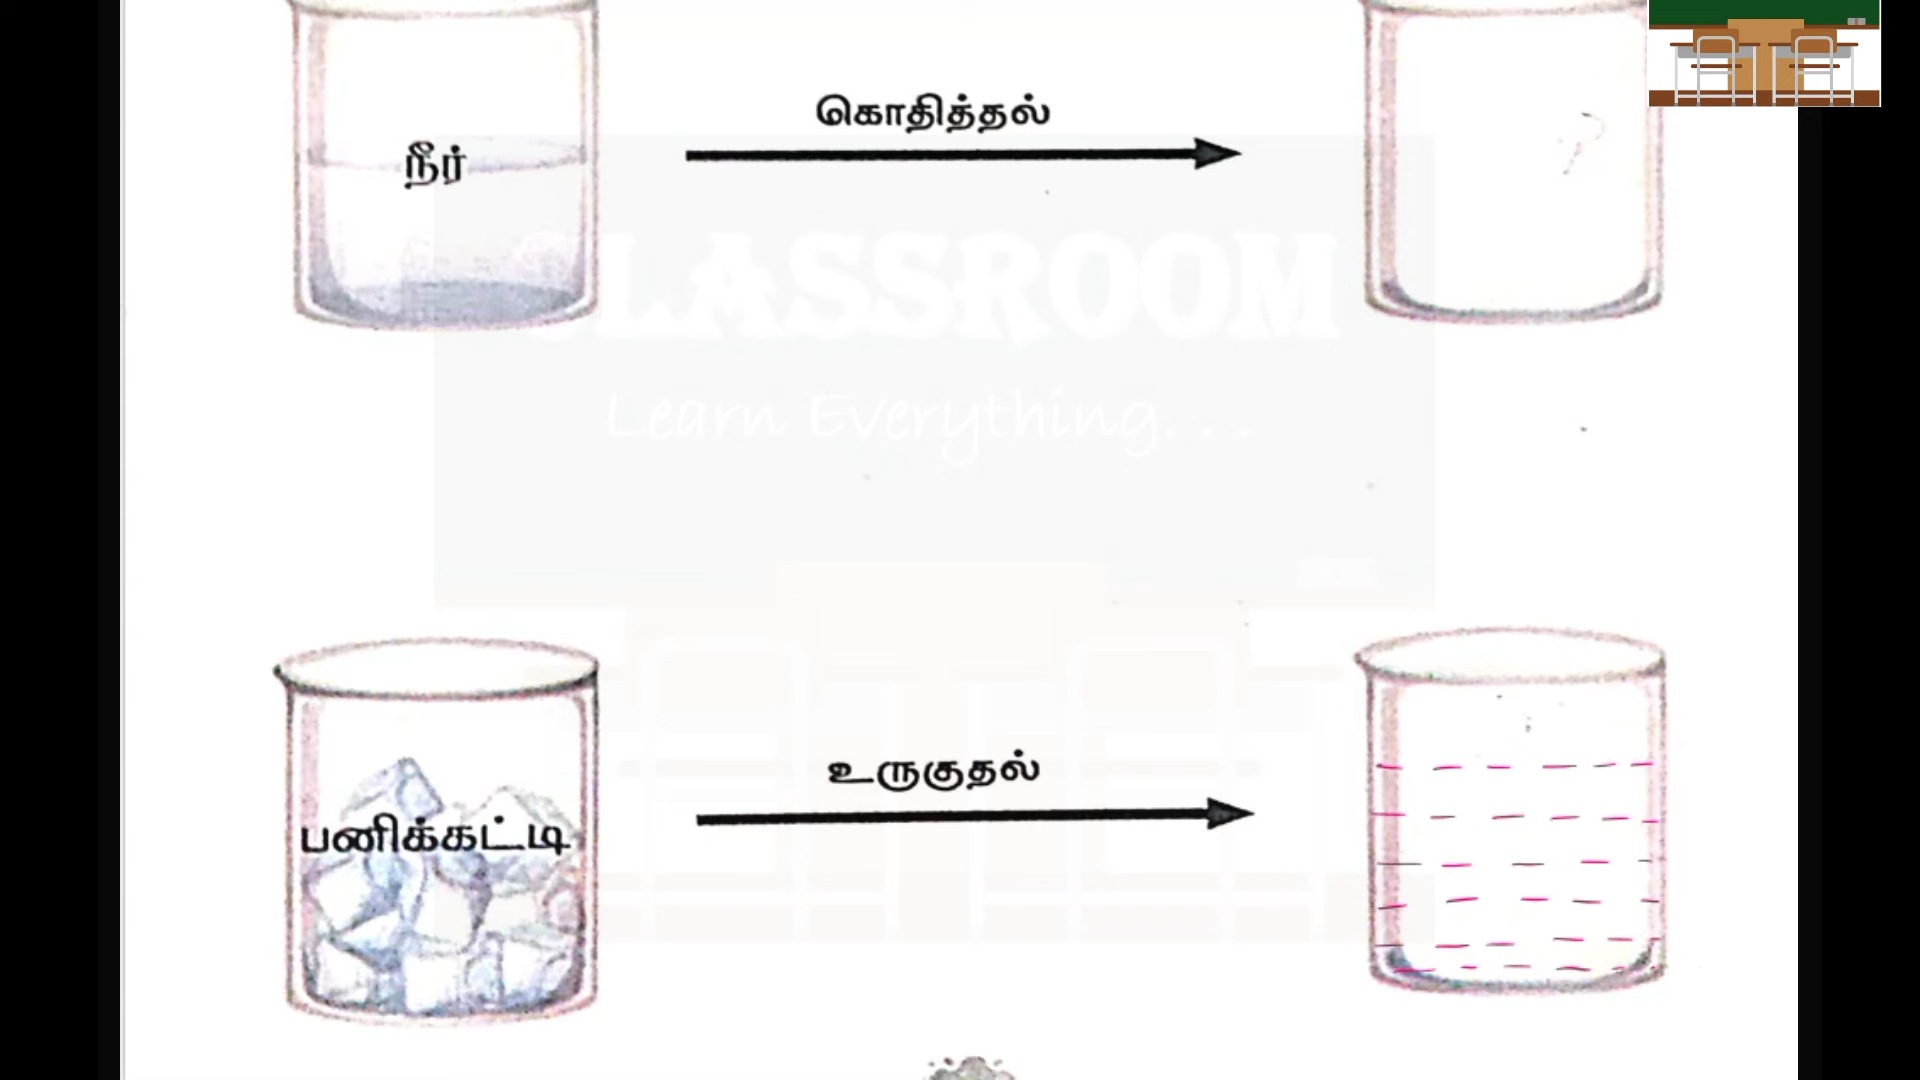 கொதித்தல்
நீர்
CLASSROOM
Learn Everything...
உருகுதல்
பனிக்கட்டி